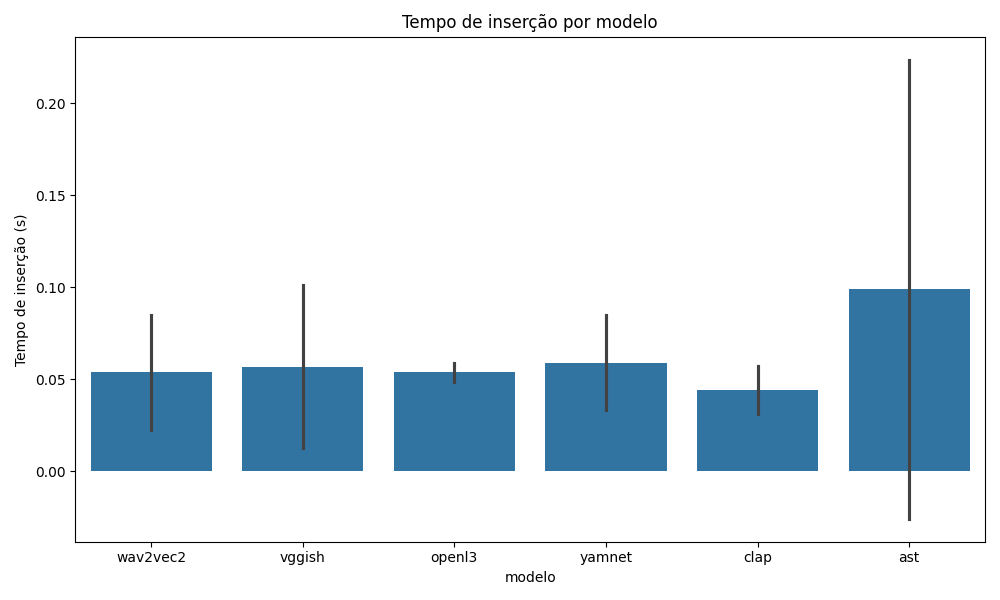 Tempo de inserção por modelo
Tempo de inserção (s)
0.20
0.15
0.10
0.05
0.00
wav2vec2 vggish openl3 yamnet clap ast
modelo